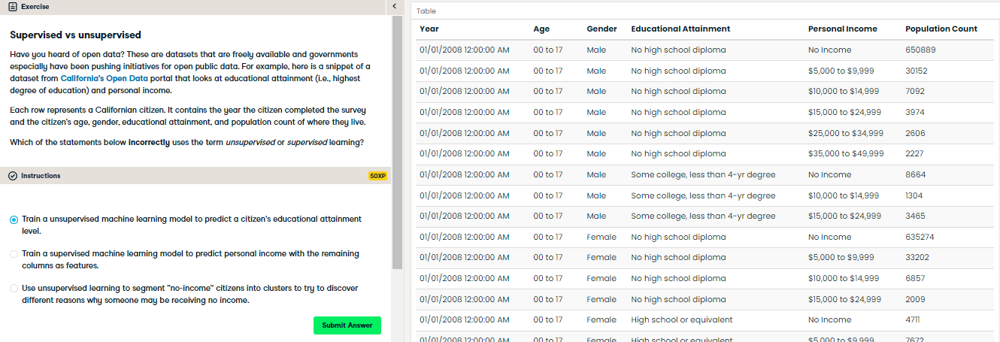 Exercise
Supervised vs unsupervised
Have you heard of open data? These are datasets that are freely available and governments
especially have been pushing initiatives for open public data. For example, here is a snippet of a
dataset from California's Open Data portal that looks at educational attainment (i.e., highest
degree of education) and personal income.
Each row represents a Californian citizen. It contains the year the citizen completed the survey
and the citizen's age, gender, educational attainment, and population count of where they live.
Which of the statements below incorrectly uses the term unsupervised or supervised learning?
Instructions 50XP
Train a unsupervised machine learning model to predict a citizen's educational attainment
level.
Train a supervised machine learning model to predict personal income with the remaining
columns as features.
Use unsupervised learning to segment "no-income" citizens into clusters to try to discover
different reasons why someone may be receiving no income.
Submit Answer
Table
Year Age Gender Educational Attainment Personal Income Population Count
01/01/2008 12:00:00 AM 00 to 17 Male No high school diploma No Income 650889
01/01/2008 12:00:00 AM 00 to 17 Male No high school diploma $5,000 to $9,999 30152
01/01/2008 12:00:00 AM 00 to 17 Male No high school diploma $10,000 to $14,999 7092
01/01/2008 12:00:00 AM 00 to 17 Male No high school diploma $15,000 to $24,999 3974
01/01/2008 12:00:00 AM 00 to 17 Male No high school diploma $25,000 to $34,999 2606
01/01/2008 12:00:00 AM 00 to 17 Male No high school diploma $35,000 to $49,999 2227
01/01/2008 12:00:00 AM 00 to 17 Male Some college, less than 4-yr degree No Income 8664
01/01/2008 12:00:00 AM 00 to 17 Male Some college, less than 4-yr degree $10,000 to $14,999 1304
01/01/2008 12:00:00 AM 00 to 17 Male Some college, less than 4-yr degree $15,000 to $24,999 3465
01/01/2008 12:00:00 AM 00 to 17 Female No high school diploma No Income 635274
01/01/2008 12:00:00 AM 00 to 17 Female No high school diploma $5,000 to $9,999 33202
01/01/2008 12:00:00 AM 00 to 17 Female No high school diploma $10,000 to $14,999 6857
01/01/2008 12:00:00 AM 00 to 17 Female No high school diploma $15,000 to $24,999 2009
01/01/2008 12:00:00 AM 00 to 17 Female High school or equivalent No Income 4711
01/01/2008 12:00:00 AM 00 to 17 Female High school or equivalent $5,000 to $9,999 7672